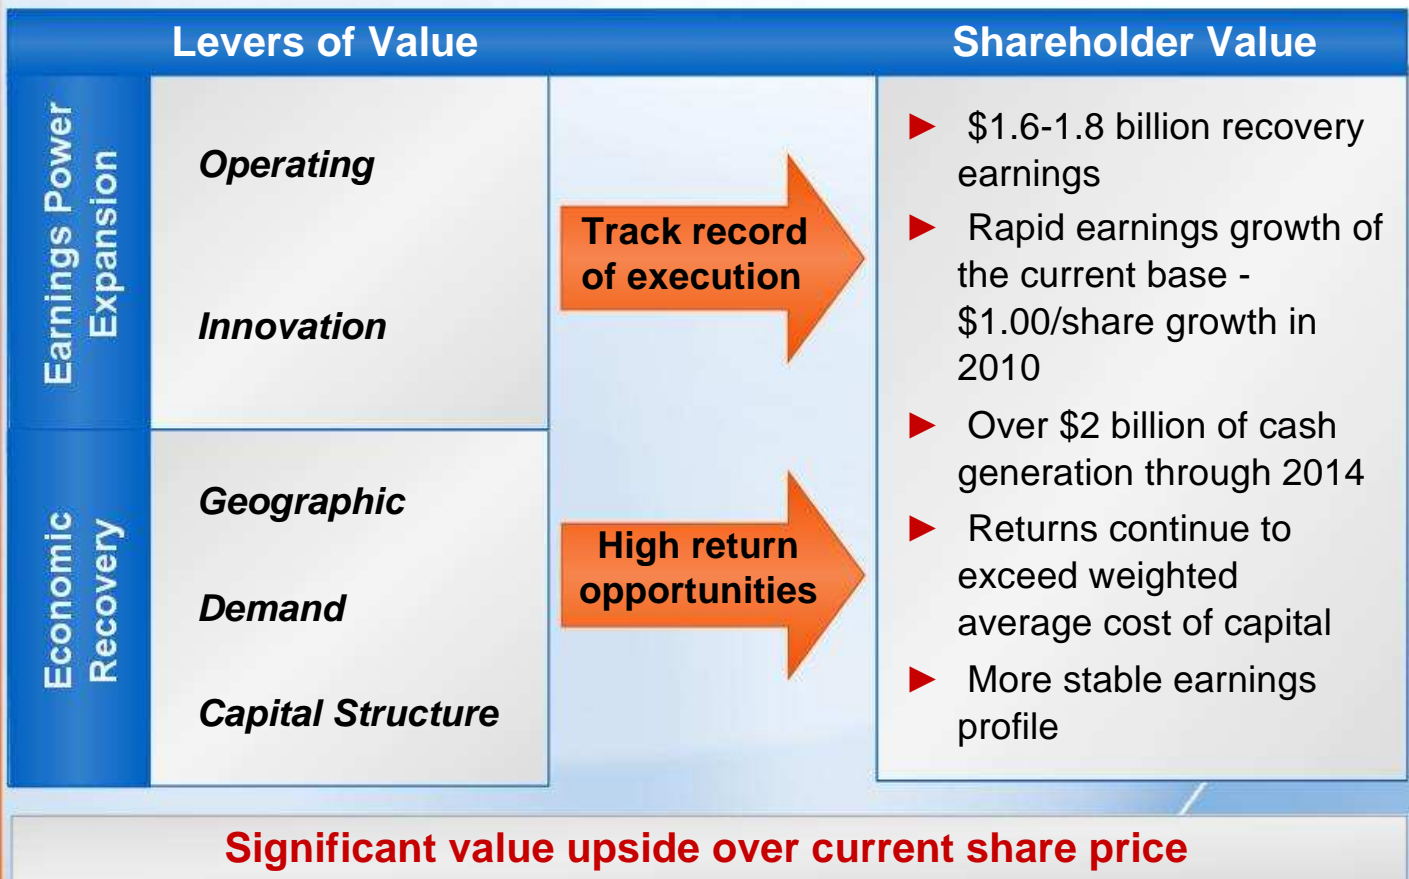 Levers of Value
Shareholder Value
Earnings Power
Expansion
Operating
Innovation
Economic
Recovery
Geographic
Demand
Capital Structure
Track record
of execution
High return
opportunities
► $1.6-1.8 billion recovery
earnings
► Rapid earnings growth of
the current base -
$1.00/share growth in
2010
► Over $2 billion of cash
generation through 2014
► Returns continue to
exceed weighted
average cost of capital
► More stable earnings
profile
Significant value upside over current share price